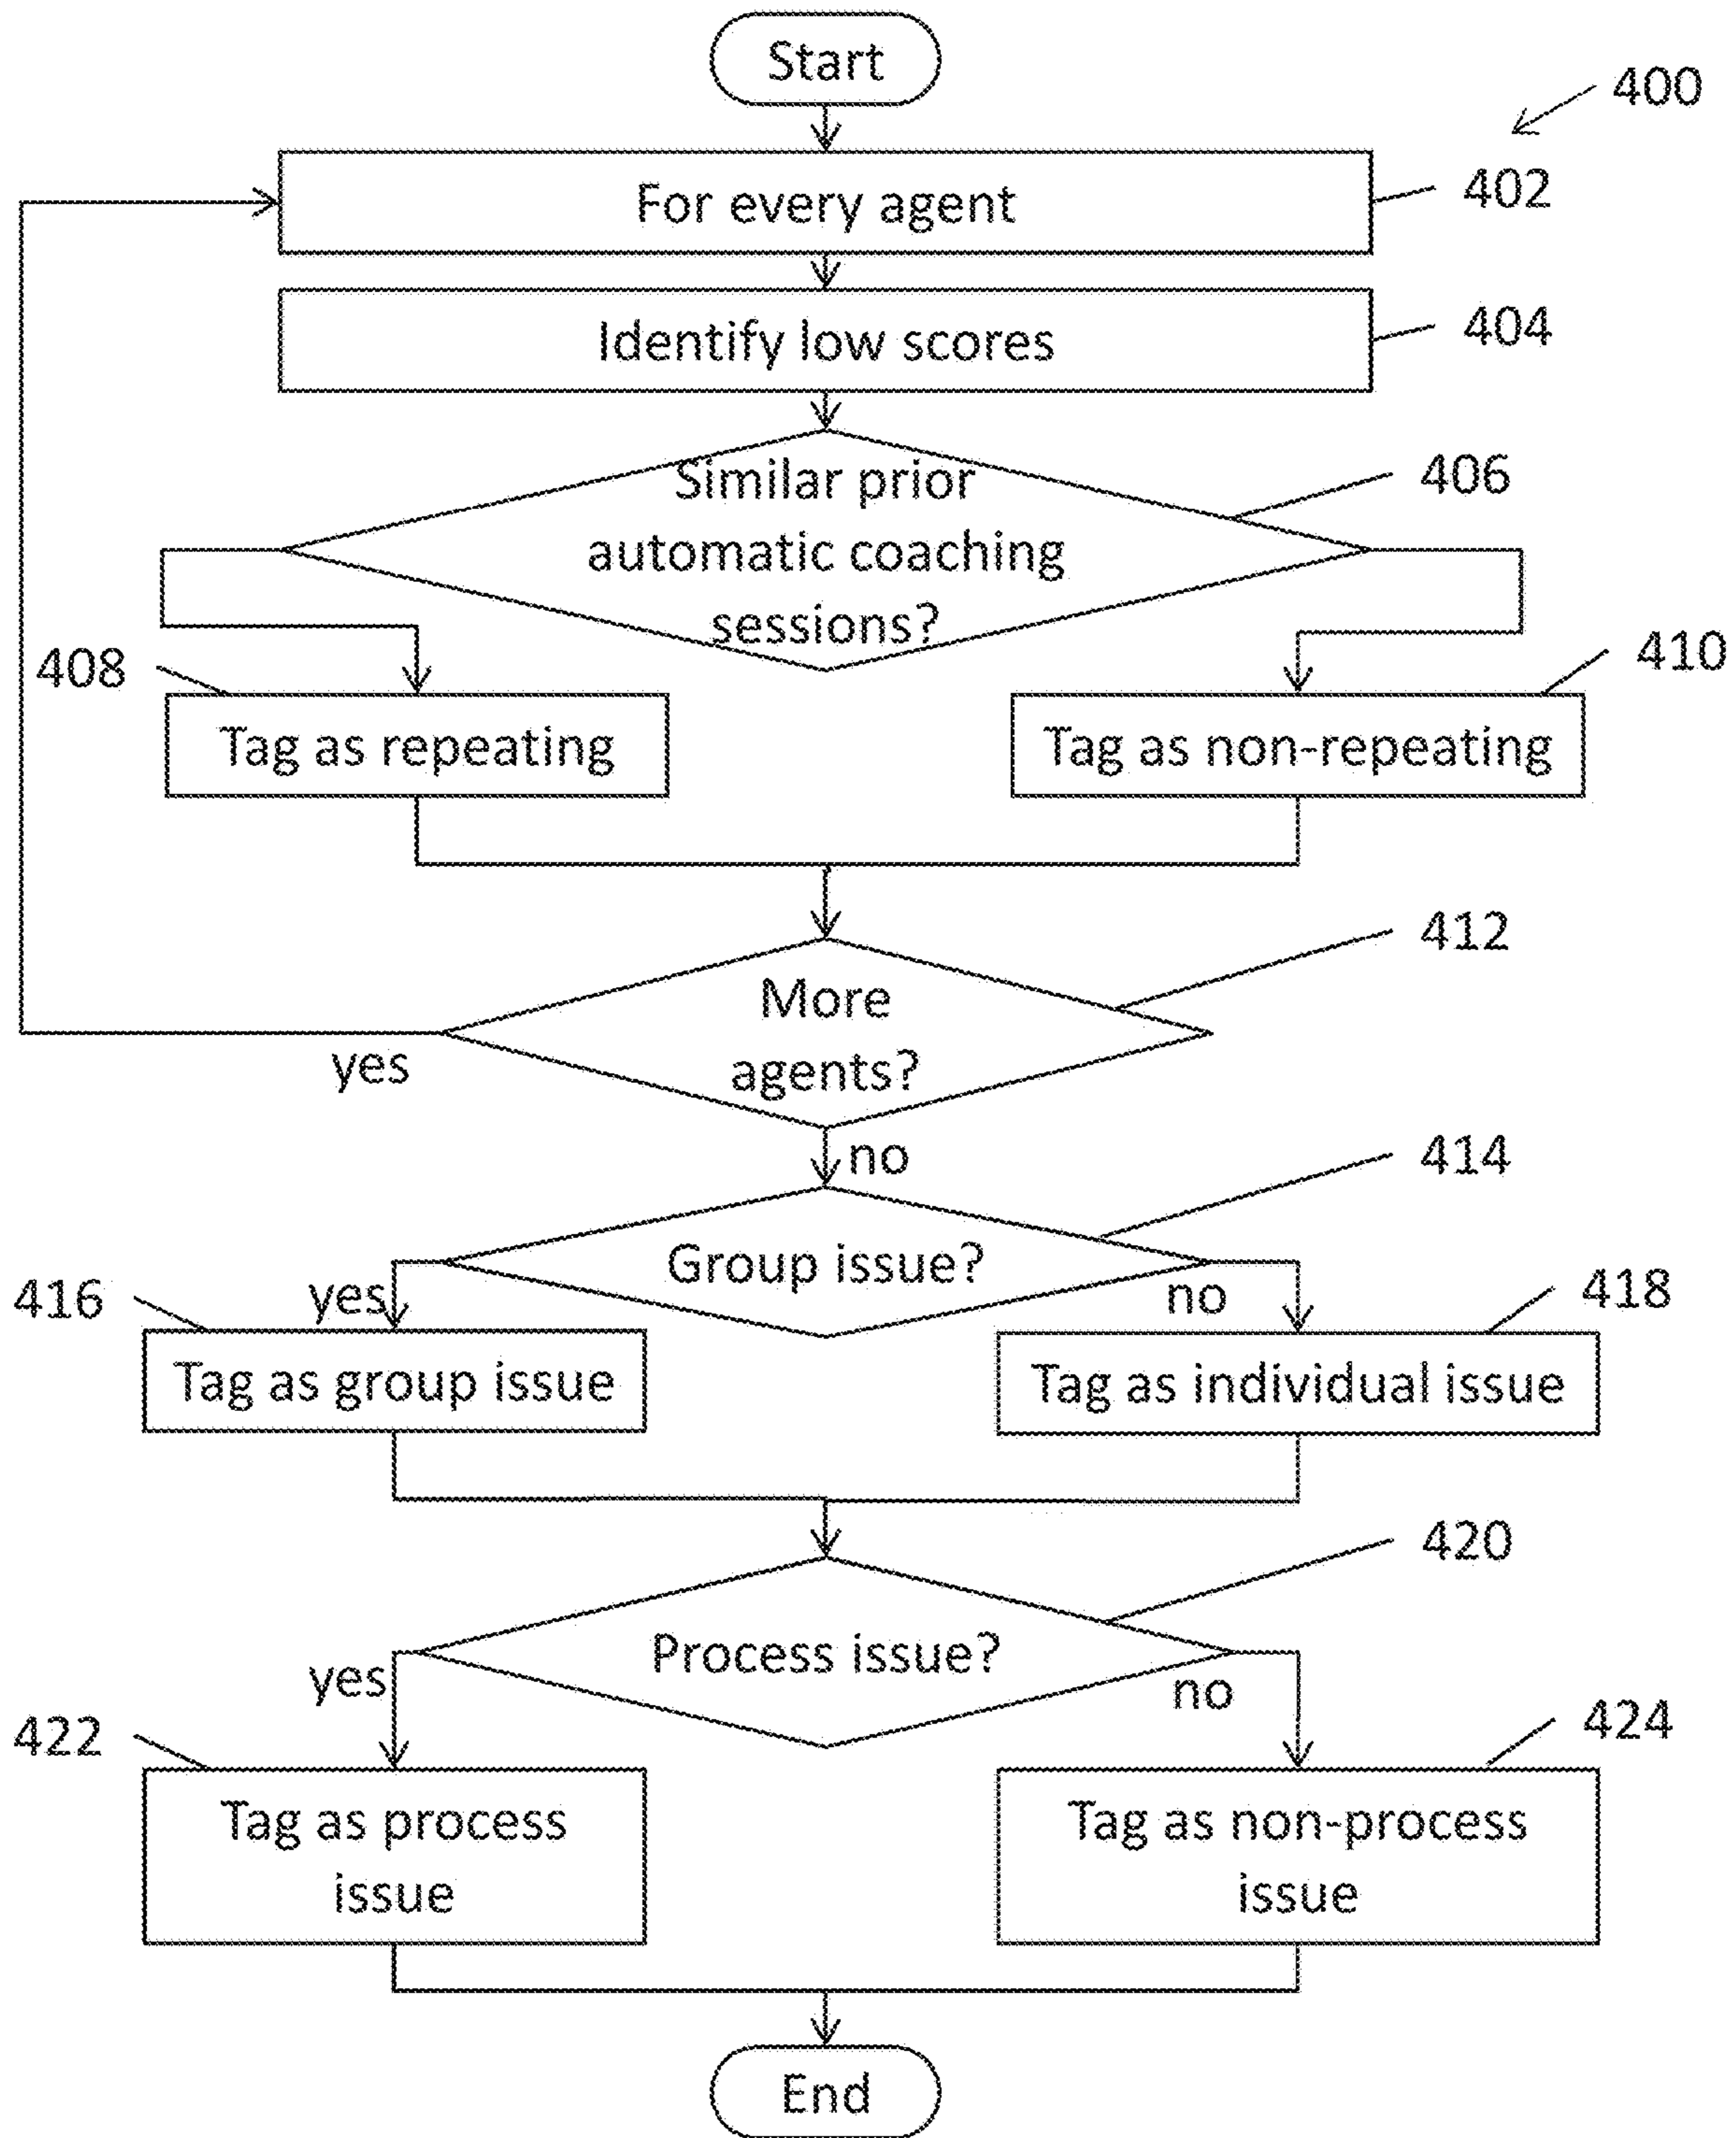 Start
400
For every agent
402
Identify low scores
404
Similar prior
automatic coaching
sessions?
406
408
Tag as repeating
410
Tag as non-repeating
412
More
agents?
yes
no
414
Group issue?
yes
no
416
Tag as group issue
418
Tag as individual issue
420
Process issue?
yes
no
422
Tag as process
issue
424
Tag as non-process
issue
End